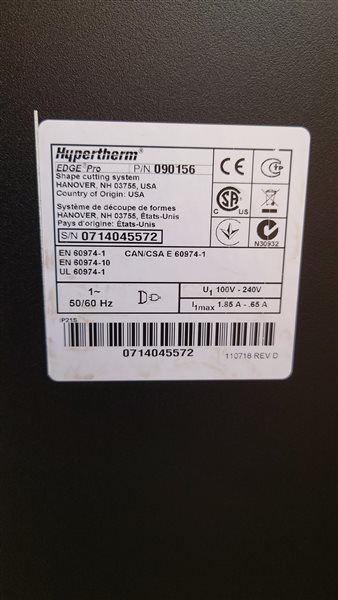 Hypertherm®
EDGE® Pro P/N 090156
Shape cutting system
HANOVER, NH 03755, USA
Country of Origin: USA
Système de découpe de formes
HANOVER, NH 03755, États-Unis
Pays d'origine: États-Unis
S/N 0714045572
CE
SA
C US
N30932
EN 60974-1 CAN/CSA E 60974-1
EN 60974-10
UL 60974-1
1~
50/60 Hz
U1 100V - 240V
I1max 1.85 A - .65 A
IP21S
0714045572
110718 REV D